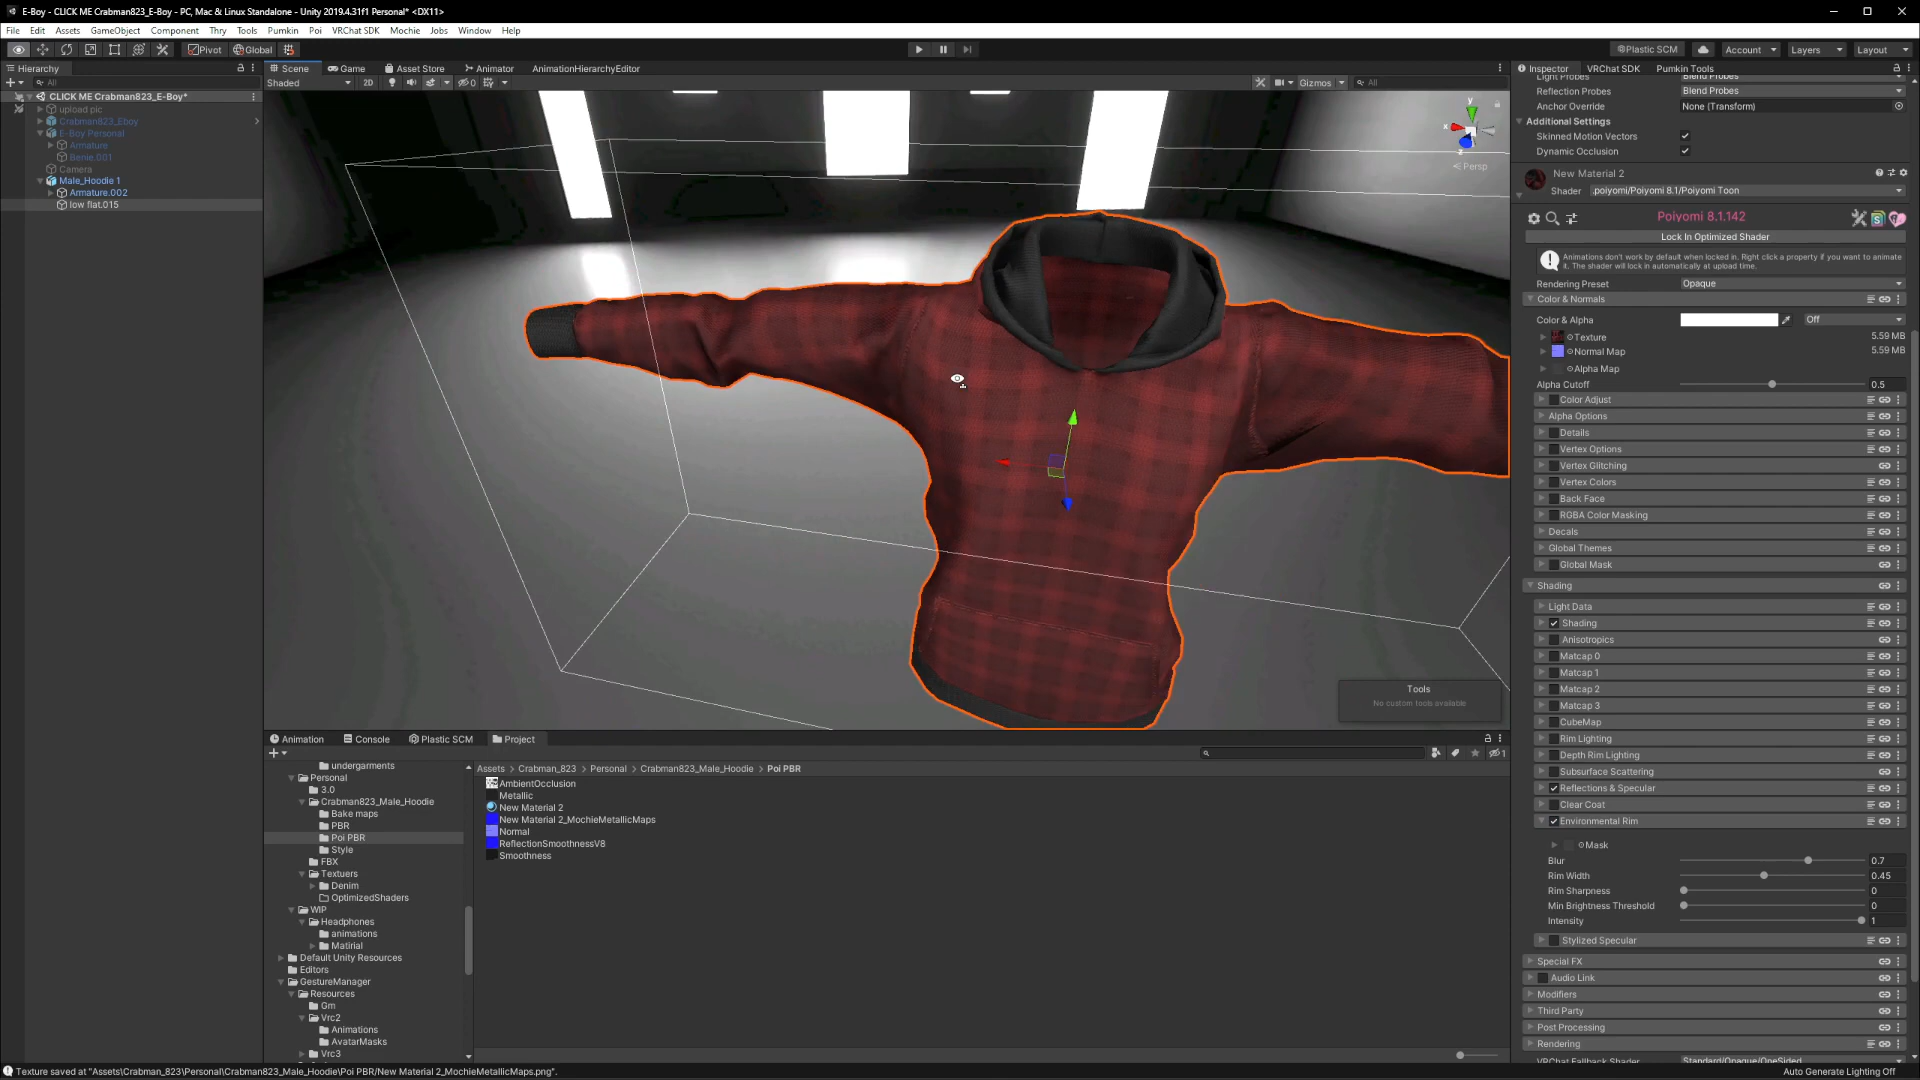 E-Boy - CLICK ME Crabman823_E-Boy - PC, Mac & Linux Standalone - Unity 2019.4.31f1 Personal* <DX11>
File Edit Assets GameObject Component Thry Tools Pumkin Poi VRChat SDK Mochie Jobs Window Help
Pivot Global Plastic SCM Account Layers Layout
Hierarchy
All
CLICK ME Crabman823_E-Boy*
upload pic
Crabman823_Eboy
E-Boy Personal
Armature
Benie.001
Camera
Male_Hoodie 1
Armature.002
low flat.015
Scene Game Asset Store Animator AnimationHierarchyEditor
Shaded 2D 0 Gizmos All
y
x
z
Persp
Tools
No custom tools available
Animation Console Plastic SCM Project
1
undergarments
Personal
3.0
Crabman823_Male_Hoodie
Bake maps
PBR
Poi PBR
Style
FBX
Textuers
Denim
OptimizedShaders
WIP
Headphones
animations
Matirial
Default Unity Resources
Editors
GestureManager
Resources
Gm
Vrc2
Animations
AvatarMasks
Vrc3
Assets > Crabman_823 > Personal > Crabman823_Male_Hoodie > Poi PBR
AmbientOcclusion
Metallic
New Material 2
New Material 2_MochieMetallicMaps
Normal
ReflectionSmoothnessV8
Smoothness
Inspector VRChat SDK Pumkin Tools
Light Probes Blend Probes
Reflection Probes Blend Probes
Anchor Override None (Transform)
Additional Settings
Skinned Motion Vectors
Dynamic Occlusion
New Material 2
Shader .poiyomi/Poiyomi 8.1/Poiyomi Toon
Poiyomi 8.1.142
Lock In Optimized Shader
Animations don't work by default when locked in. Right click a property if you want to animate
it. The shader will lock in automatically at upload time.
Rendering Preset Opaque
Color & Normals
Color & Alpha Off
Texture 5.59 MB
Normal Map 5.59 MB
Alpha Map
Alpha Cutoff 0.5
Color Adjust
Alpha Options
Details
Vertex Options
Vertex Glitching
Vertex Colors
Back Face
RGBA Color Masking
Decals
Global Themes
Global Mask
Shading
Light Data
Shading
Anisotropics
Matcap 0
Matcap 1
Matcap 2
Matcap 3
CubeMap
Rim Lighting
Depth Rim Lighting
Subsurface Scattering
Reflections & Specular
Clear Coat
Environmental Rim
Mask
Blur 0.7
Rim Width 0.45
Rim Sharpness 0
Min Brightness Threshold 0
Intensity 1
Stylized Specular
Special FX
Audio Link
Modifiers
Third Party
Post Processing
Rendering
VRChat Fallback Shader Standard/Opaque/OneSided
Texture saved at "Assets\Crabman_823\Personal\Crabman823_Male_Hoodie\Poi PBR/New Material 2_MochieMetallicMaps.png".
Auto Generate Lighting Off